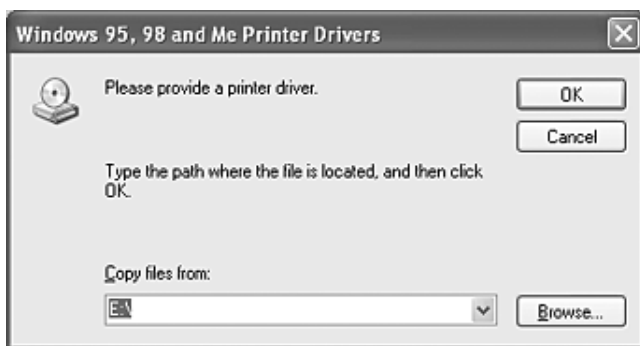 Windows 95, 98 and Me Printer Drivers
Please provide a printer driver.
OK
Cancel
Type the path where the file is located, and then click
OK.
Copy files from:
E:\
Browse...